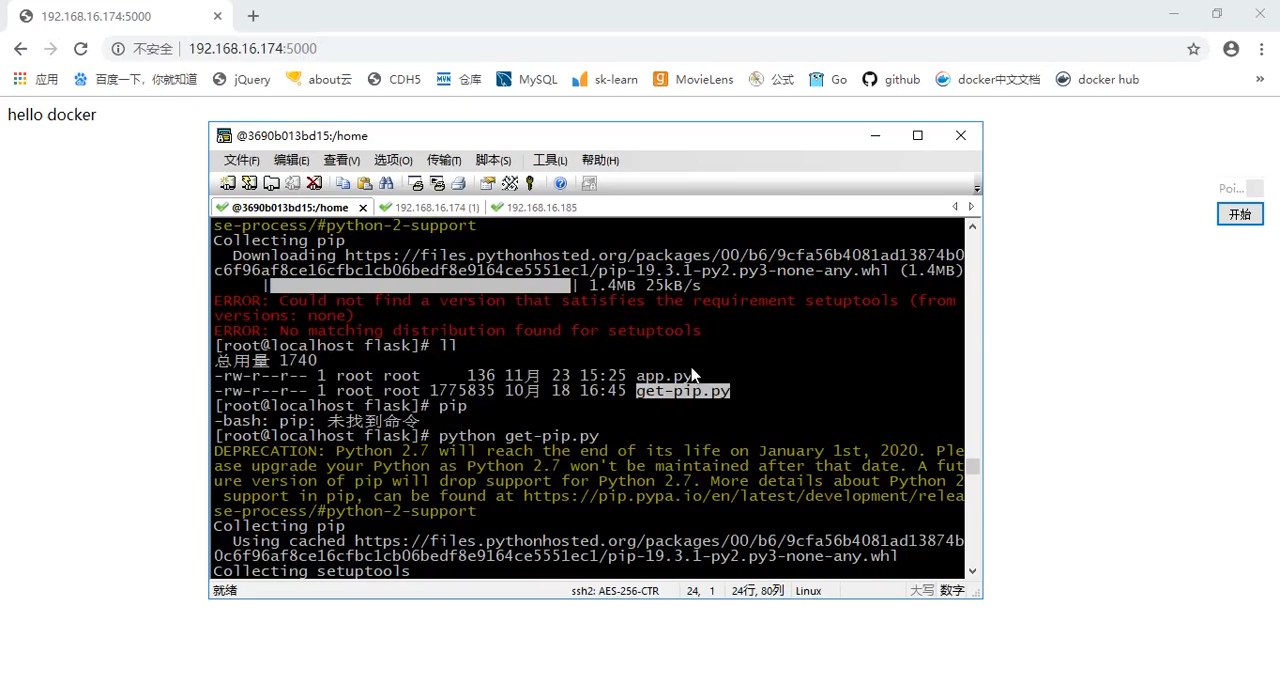 192.168.16.174:5000
不安全 192.168.16.174:5000
应用 百度一下，你就知道 jQuery about云 CDH5 仓库 MySQL sk-learn MovieLens 公式 Go github docker中文文档 docker hub »
hello docker
@3690b013bd15:/home
文件(F) 编辑(E) 查看(V) 选项(O) 传输(T) 脚本(S) 工具(L) 帮助(H)
Poi...
开始
@3690b013bd15:/home 192.168.16.174 (1) 192.168.16.185
se-process/#python-2-support
Collecting pip
Downloading https://files.pythonhosted.org/packages/00/b6/9cfa56b4081ad13874b0
c6f96af8ce16cfbc1cb06bedf8e9164ce5551ec1/pip-19.3.1-py2.py3-none-any.whl (1.4MB)
| | 1.4MB 25kB/s
ERROR: Could not find a version that satisfies the requirement setuptools (from
versions: none)
ERROR: No matching distribution found for setuptools
[root@localhost flask]# ll
总用量 1740
-rw-r--r-- 1 root root 136 11月 23 15:25 app.py
-rw-r--r-- 1 root root 1775835 10月 18 16:45 get-pip.py
[root@localhost flask]# pip
-bash: pip: 未找到命令
[root@localhost flask]# python get-pip.py
DEPRECATION: Python 2.7 will reach the end of its life on January 1st, 2020. Ple
ase upgrade your Python as Python 2.7 won't be maintained after that date. A fut
ure version of pip will drop support for Python 2.7. More details about Python 2
support in pip, can be found at https://pip.pypa.io/en/latest/development/relea
se-process/#python-2-support
Collecting pip
Using cached https://files.pythonhosted.org/packages/00/b6/9cfa56b4081ad13874b
0c6f96af8ce16cfbc1cb06bedf8e9164ce5551ec1/pip-19.3.1-py2.py3-none-any.whl
Collecting setuptools
就绪 ssh2: AES-256-CTR 24, 1 24行, 80列 Linux 大写 数字